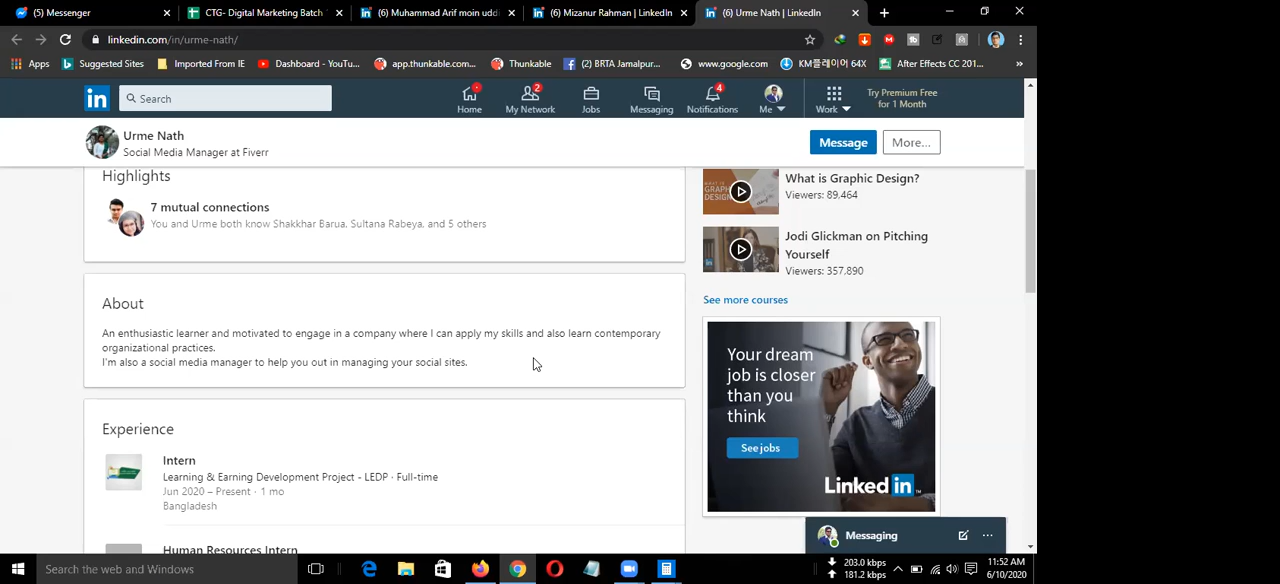 (5) Messenger
CTG- Digital Marketing Batch
(6) Muhammad Arif moin uddi
(6) Mizanur Rahman | LinkedIn
(6) Urme Nath | LinkedIn
linkedin.com/in/urme-nath/
Apps
Suggested Sites
Imported From IE
Dashboard - YouTu...
app.thunkable.com...
Thunkable
(2) BRTA Jamalpur...
www.google.com
KM플레이어 64X
After Effects CC 201...
»
in
Search
Home
My Network
2
Jobs
Messaging
Notifications
4
Me
Work
Try Premium Free
for 1 Month
Urme Nath
Social Media Manager at Fiverr
Message
More...
Highlights
7 mutual connections
You and Urme both know Shakkhar Barua, Sultana Rabeya, and 5 others
About
An enthusiastic learner and motivated to engage in a company where I can apply my skills and also learn contemporary
organizational practices.
I'm also a social media manager to help you out in managing your social sites.
Experience
Intern
Learning & Earning Development Project - LEDP · Full-time
Jun 2020 – Present · 1 mo
Bangladesh
Human Resources Intern
WHAT IS
GRAPHIC
DESIGN?
What is Graphic Design?
Viewers: 89,464
Jodi Glickman on Pitching
Yourself
Viewers: 357,890
See more courses
Your dream
job is closer
than you
think
See jobs
Linked in
Messaging
Search the web and Windows
203.0 kbps
181.2 kbps
11:52 AM
6/10/2020